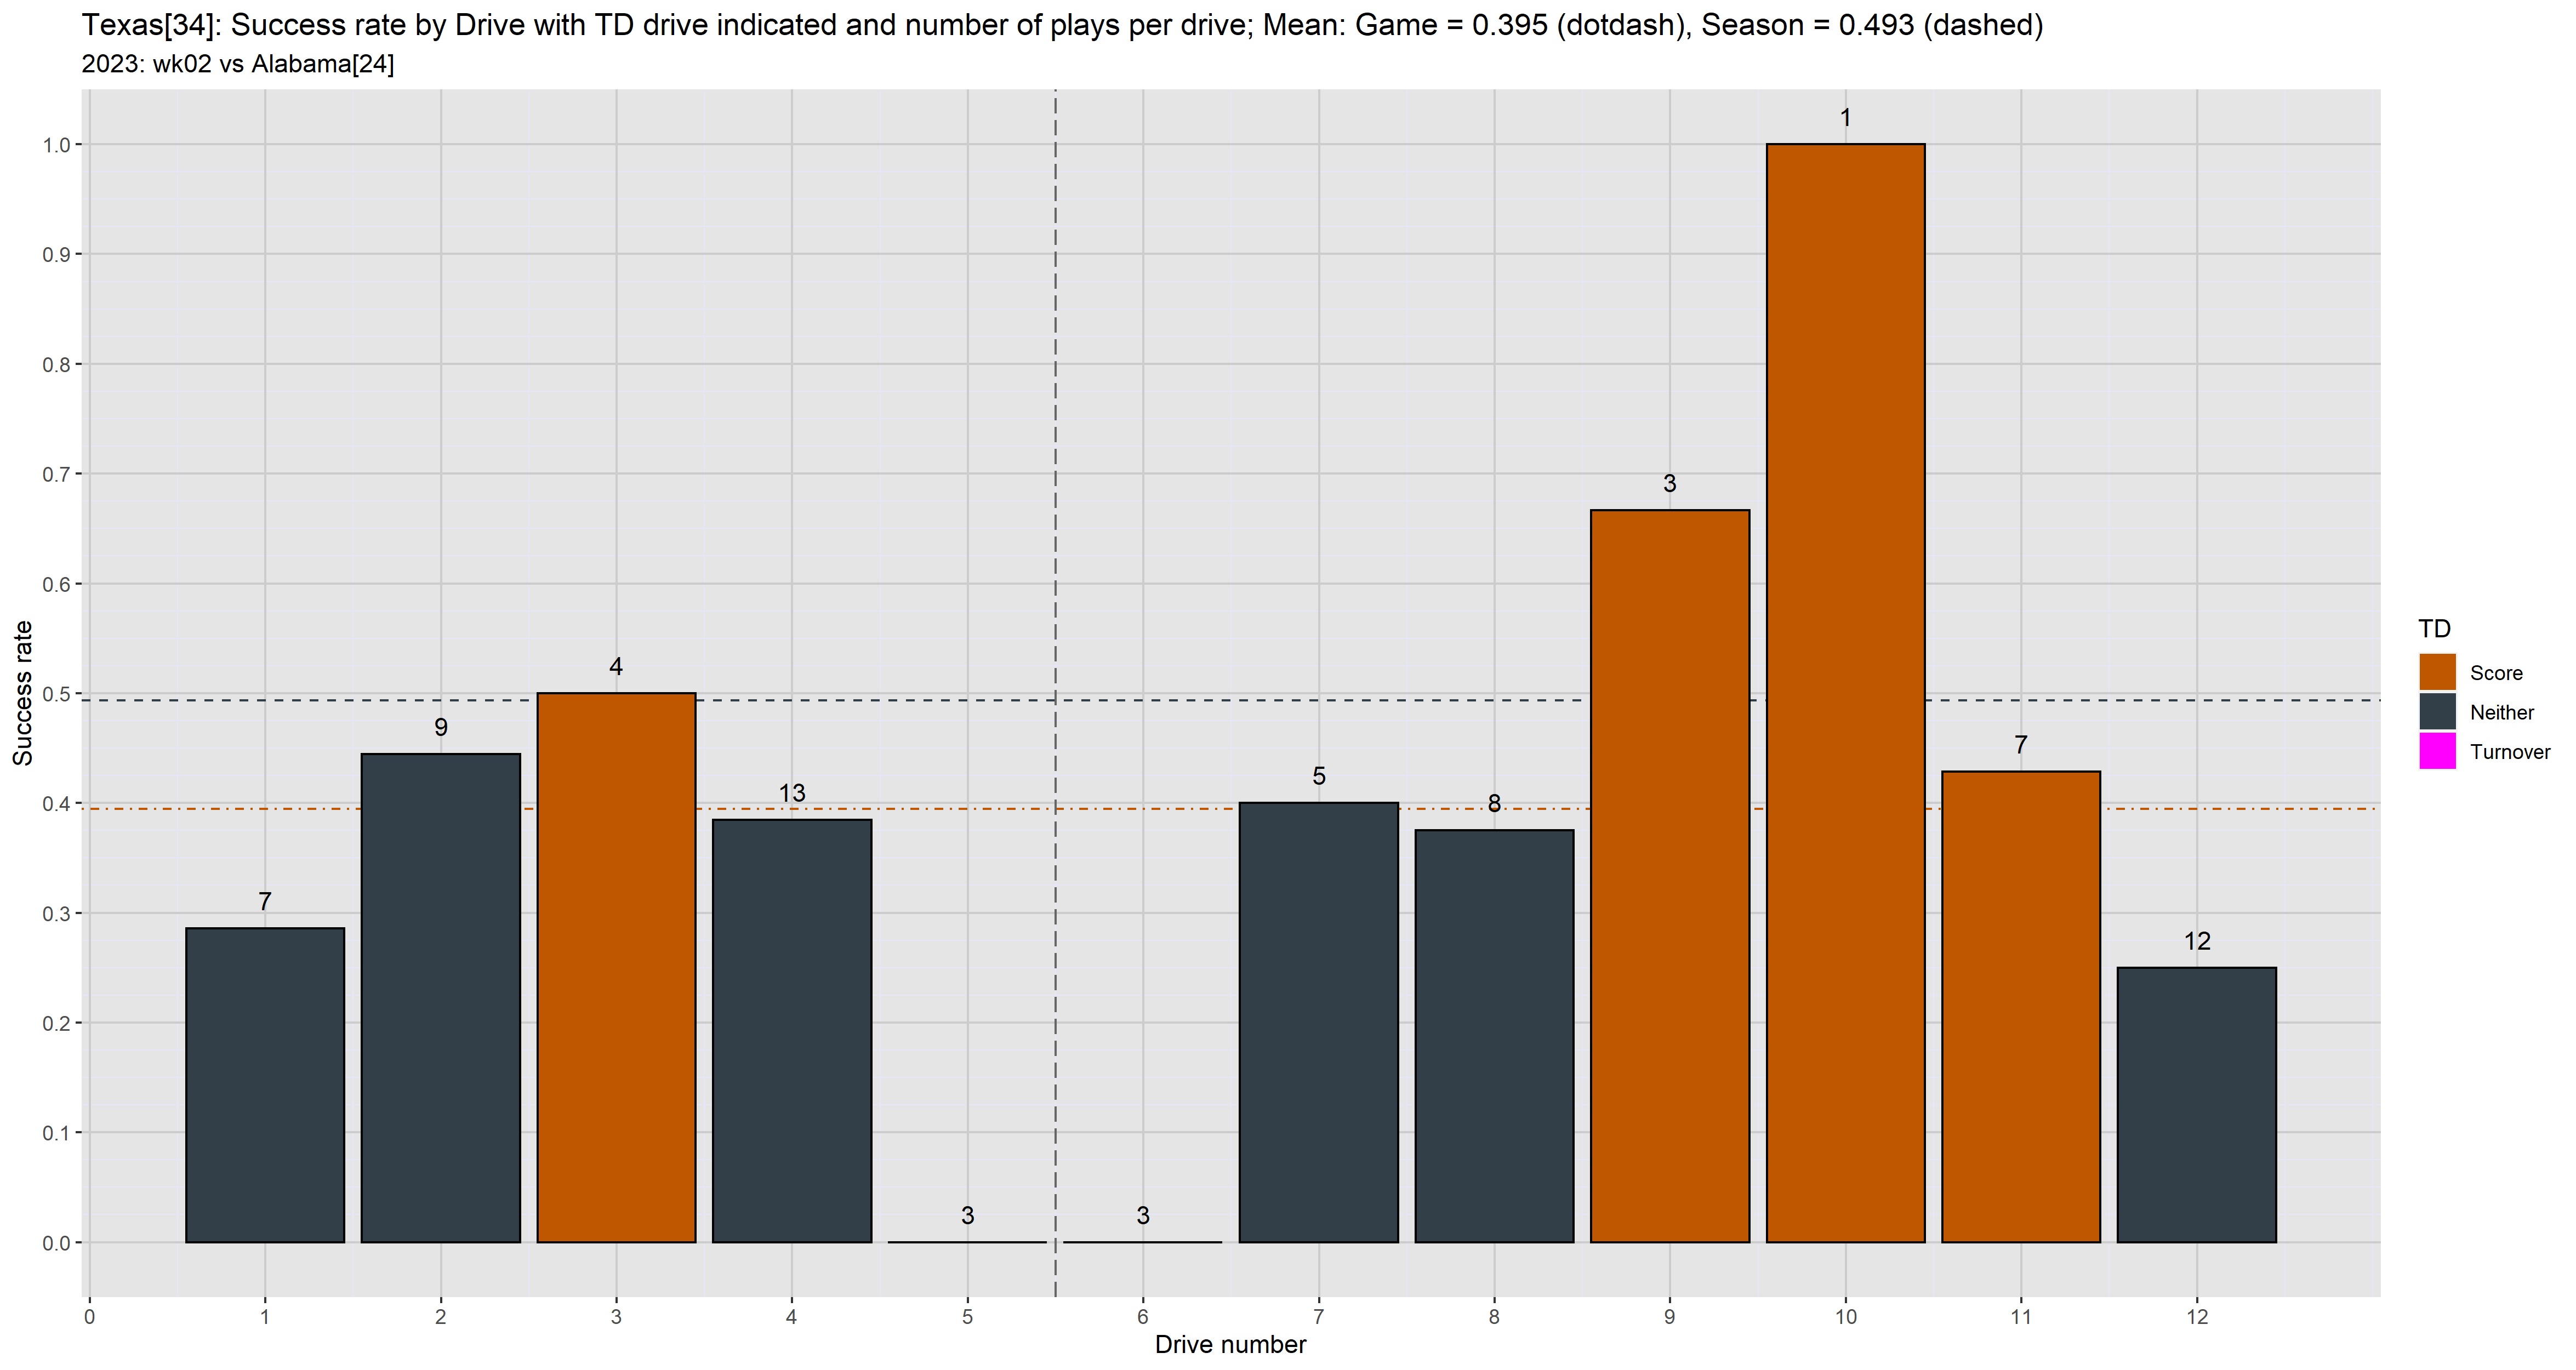 Texas[34]: Success rate by Drive with TD drive indicated and number of plays per drive; Mean: Game = 0.395 (dotdash), Season = 0.493 (dashed)
2023: wk02 vs Alabama[24]
Success rate
1.0
0.9
0.8
0.7
0.6
0.5
0.4
0.3
0.2
0.1
0.0
7
9
4
13
3
3
5
8
3
1
7
12
0 1 2 3 4 5 6 7 8 9 10 11 12
Drive number
TD
Score
Neither
Turnover